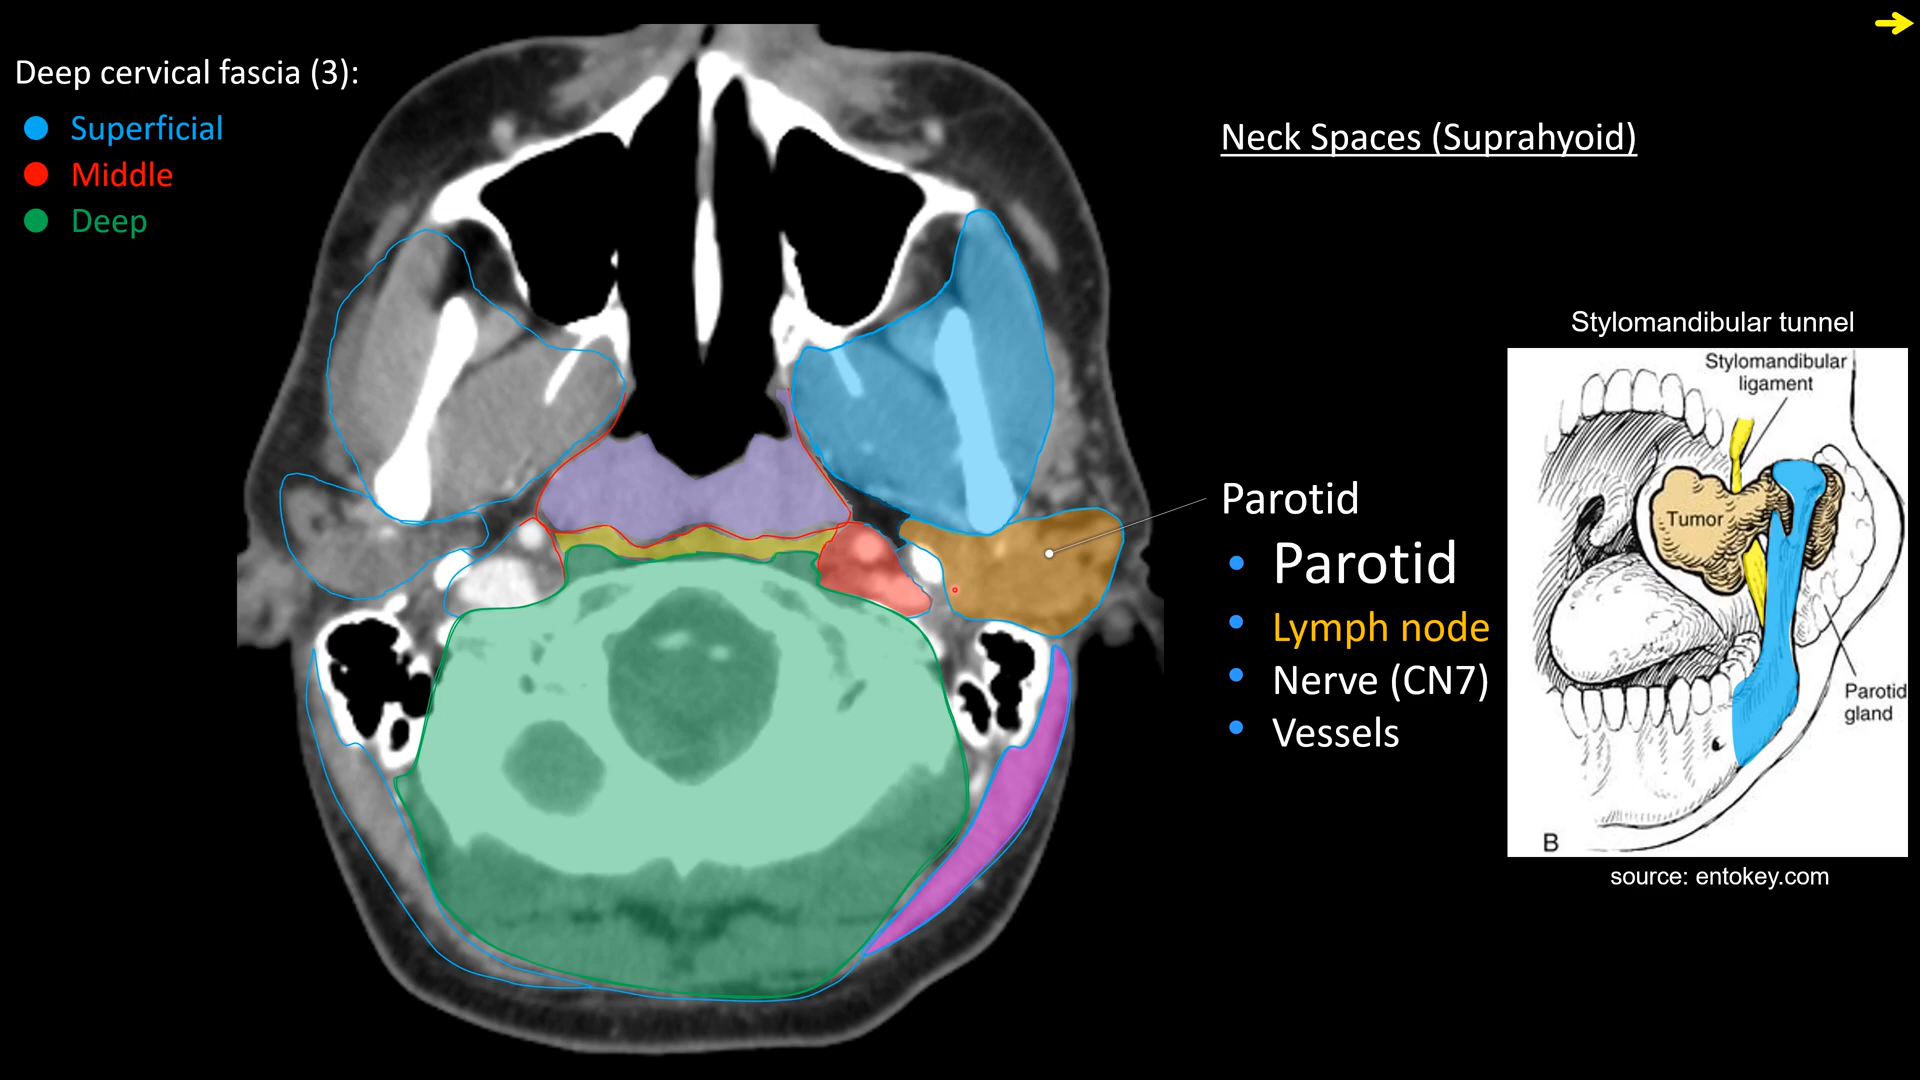 Deep cervical fascia (3):
Superficial
Middle
Deep
Neck Spaces (Suprahyoid)
Parotid
Parotid
Lymph node
Nerve (CN7)
Vessels
Stylomandibular tunnel
Stylomandibular
ligament
Tumor
Parotid
gland
B
source: entokey.com